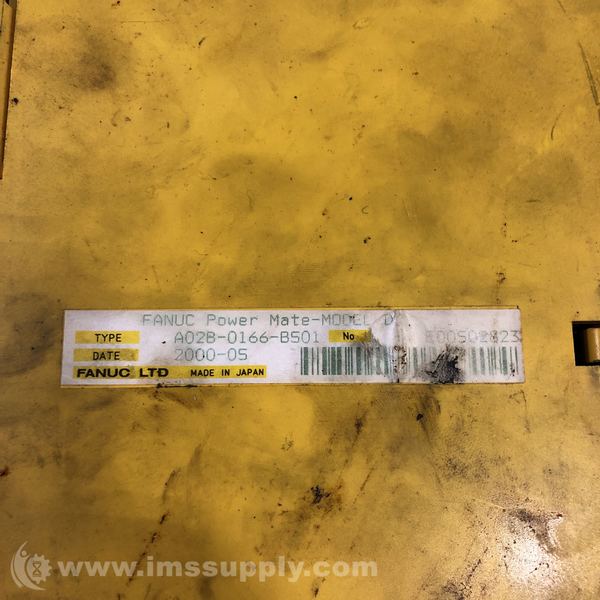 FANUC Power Mate-MODEL D
TYPE A02B-0166-B501 No
DATE 2000-05
FANUC LTD MADE IN JAPAN
www.imssupply.com